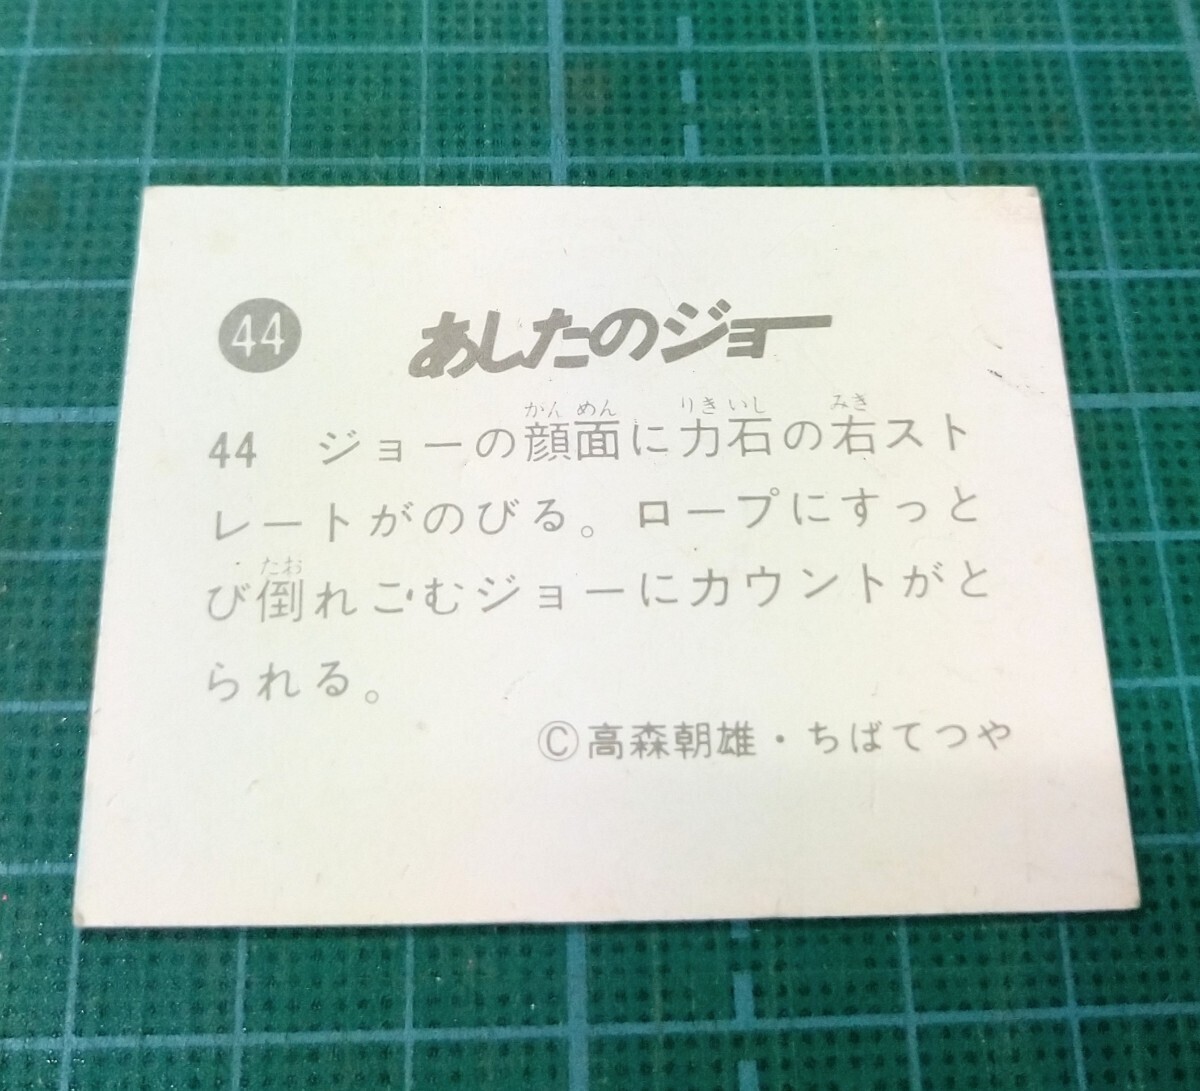 44
あしたのジョー
44 ジョーの顔面に力石の右スト
レートがのびる。ロープにすっと
び倒れこむジョーにカウントがと
られる。
©高森朝雄・ちばてつや
がん めん りき いし みき
たお